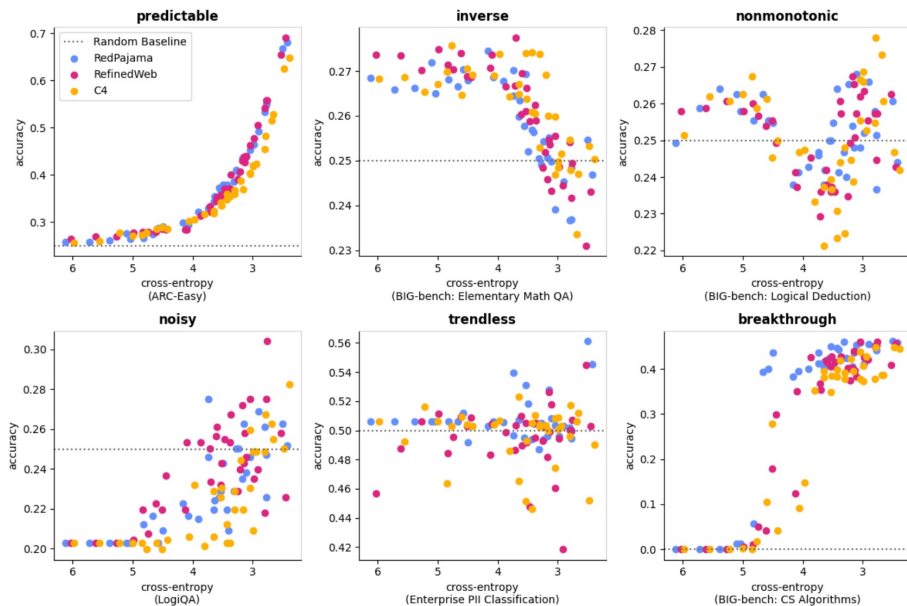 predictable
0.7
0.6
0.5
0.4
0.3
accuracy
Random Baseline
RedPajama
RefinedWeb
C4
6 5 4 3
cross-entropy
(ARC-Easy)
inverse
0.27
0.26
0.25
0.24
0.23
accuracy
6 5 4 3
cross-entropy
(BIG-bench: Elementary Math QA)
nonmonotonic
0.28
0.27
0.26
0.25
0.24
0.23
0.22
accuracy
6 5 4 3
cross-entropy
(BIG-bench: Logical Deduction)
noisy
0.30
0.28
0.26
0.24
0.22
0.20
accuracy
6 5 4 3
cross-entropy
(LogiQA)
trendless
0.56
0.54
0.52
0.50
0.48
0.46
0.44
0.42
accuracy
6 5 4 3
cross-entropy
(Enterprise PII Classification)
breakthrough
0.4
0.3
0.2
0.1
0.0
accuracy
6 5 4 3
cross-entropy
(BIG-bench: CS Algorithms)